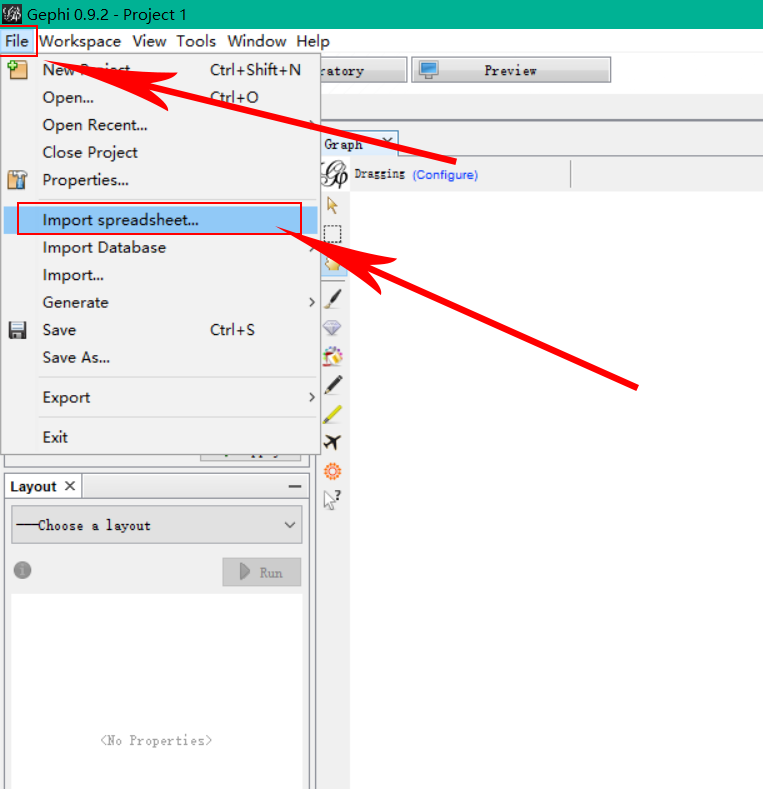 Gephi 0.9.2 - Project 1
File Workspace View Tools Window Help
New Project... Ctrl+Shift+N
Open... Ctrl+O
Open Recent...
Close Project
Properties...
Import spreadsheet...
Import Database
Import...
Generate
Save Ctrl+S
Save As...
Export
Exit
Preview
Graph
Dragging (Configure)
Layout
---Choose a layout
Run
<No Properties>